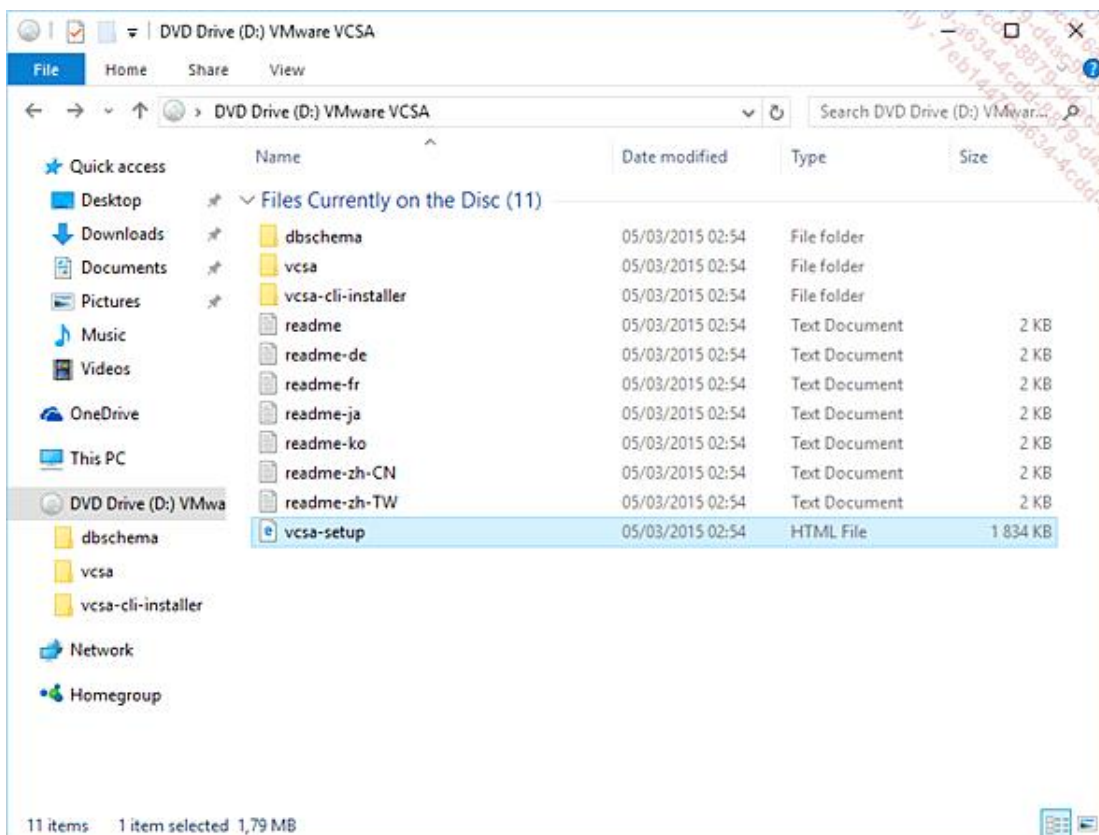 DVD Drive (D:) VMware VCSA
File Home Share View
DVD Drive (D:) VMware VCSA Search DVD Drive (D:) VMwar...
Name Date modified Type Size
Quick access
Desktop
Downloads
Documents
Pictures
Music
Videos
OneDrive
This PC
DVD Drive (D:) VMwa
dbschema
vcsa
vcsa-cli-installer
Network
Homegroup
Files Currently on the Disc (11)
dbschema 05/03/2015 02:54 File folder
vcsa 05/03/2015 02:54 File folder
vcsa-cli-installer 05/03/2015 02:54 File folder
readme 05/03/2015 02:54 Text Document 2 KB
readme-de 05/03/2015 02:54 Text Document 2 KB
readme-fr 05/03/2015 02:54 Text Document 2 KB
readme-ja 05/03/2015 02:54 Text Document 2 KB
readme-ko 05/03/2015 02:54 Text Document 2 KB
readme-zh-CN 05/03/2015 02:54 Text Document 2 KB
readme-zh-TW 05/03/2015 02:54 Text Document 2 KB
vcsa-setup 05/03/2015 02:54 HTML File 1 834 KB
11 items 1 item selected 1,79 MB